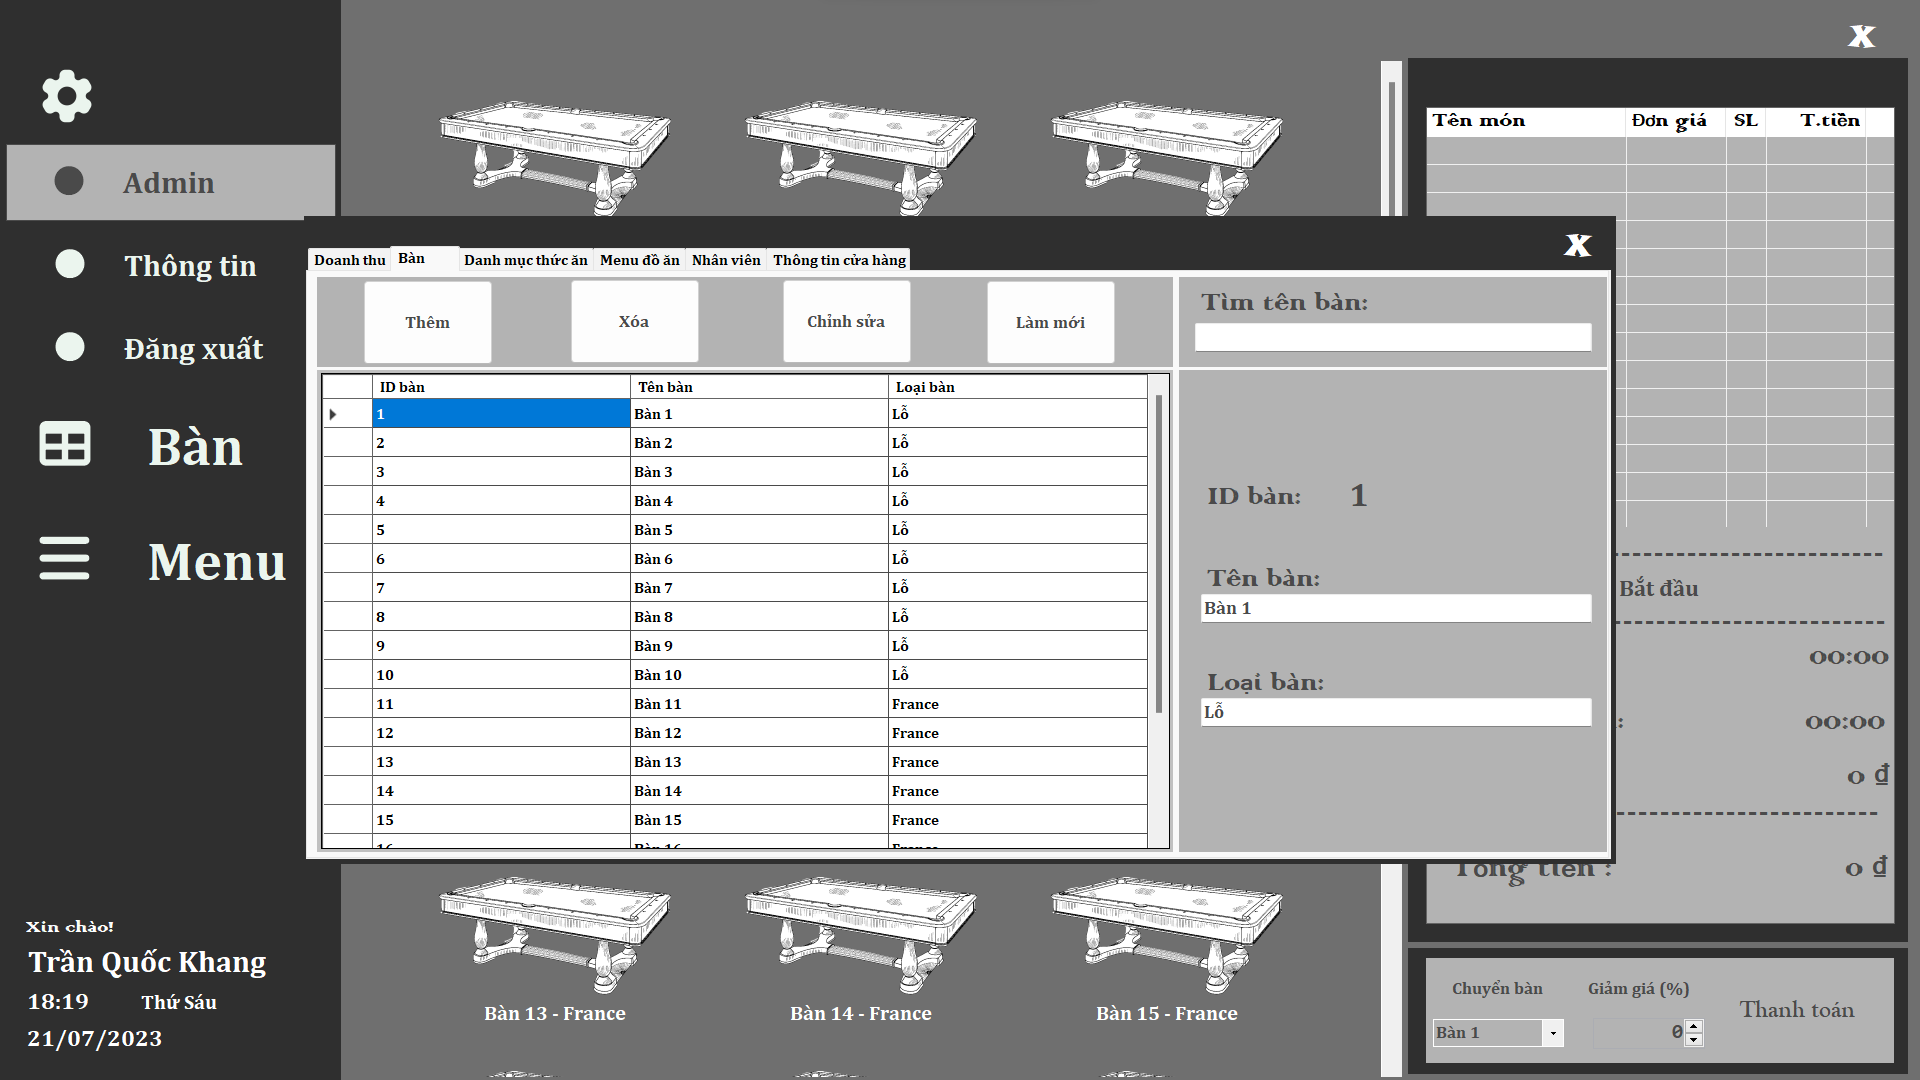 X
Admin
Thông tin
Đăng xuất
Bàn
Menu
Xin chào!
Trần Quốc Khang
18:19 Thứ Sáu
21/07/2023
X
Doanh thu Bàn Danh mục thức ăn Menu đồ ăn Nhân viên Thông tin cửa hàng
Thêm Xóa Chỉnh sửa Làm mới
Tìm tên bàn:
ID bàn Tên bàn Loại bàn
1 Bàn 1 Lỗ
2 Bàn 2 Lỗ
3 Bàn 3 Lỗ
4 Bàn 4 Lỗ
5 Bàn 5 Lỗ
6 Bàn 6 Lỗ
7 Bàn 7 Lỗ
8 Bàn 8 Lỗ
9 Bàn 9 Lỗ
10 Bàn 10 Lỗ
11 Bàn 11 France
12 Bàn 12 France
13 Bàn 13 France
14 Bàn 14 France
15 Bàn 15 France
16 Bàn 16 France
ID bàn: 1
Tên bàn:
Bàn 1
Loại bàn:
Lỗ
Bàn 13 - France Bàn 14 - France Bàn 15 - France
Tên món Đơn giá SL T.tiền
Bắt đầu
00:00
: 00:00
0 đ
Tổng tiền : 0 đ
Chuyển bàn Giảm giá (%)
Bàn 1 0
Thanh toán